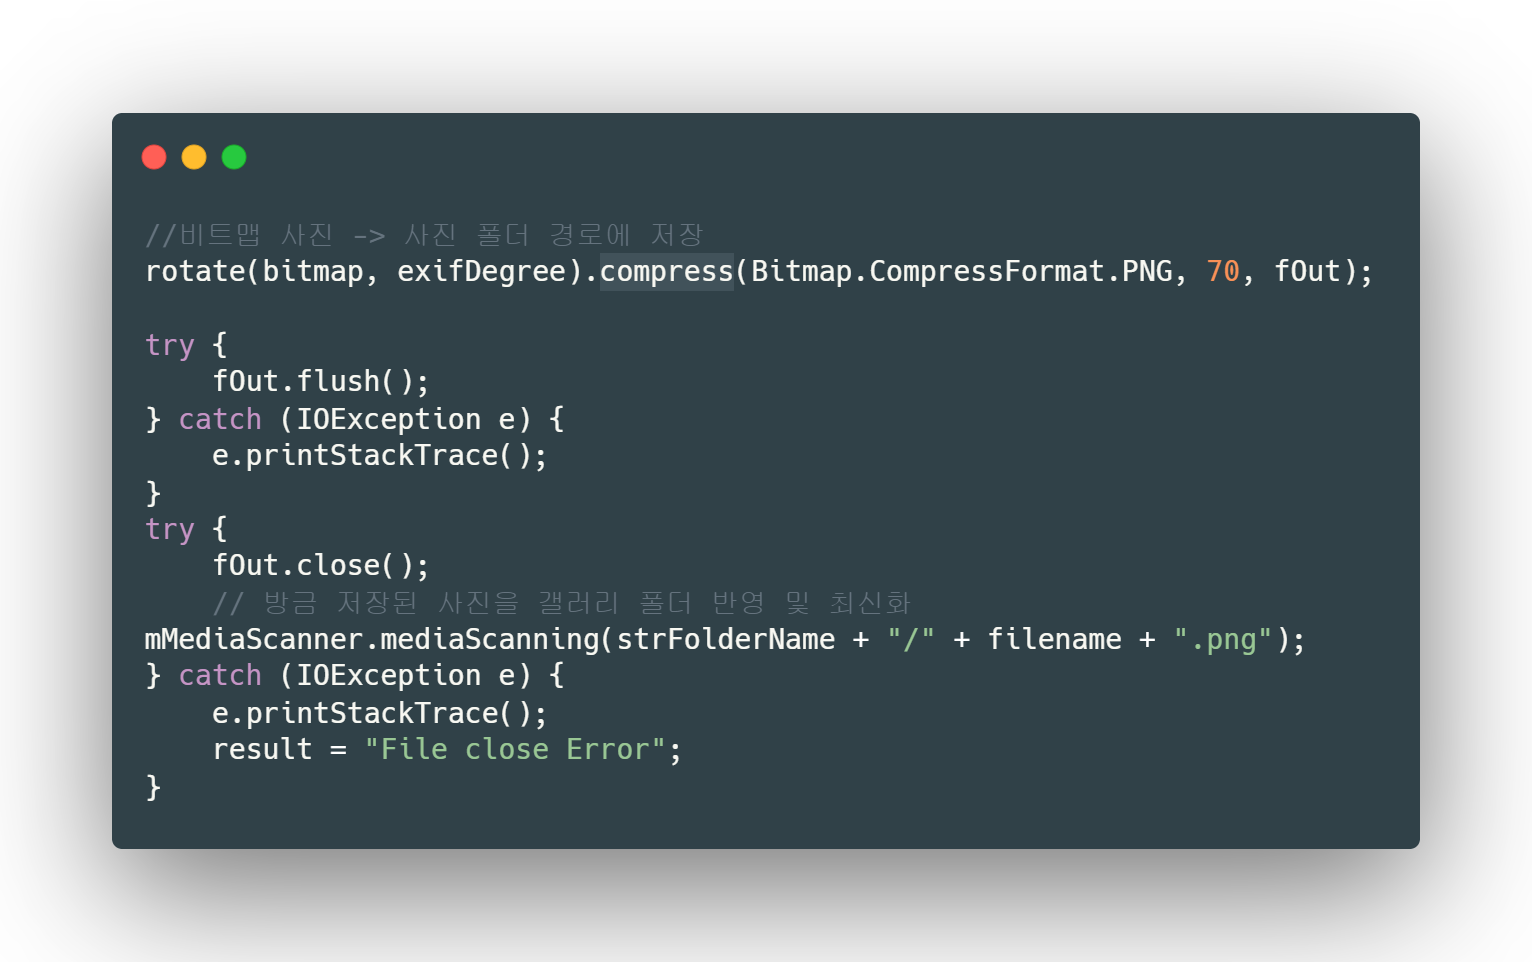 //비트맵 사진 -> 사진 폴더 경로에 저장
rotate(bitmap, exifDegree).compress(Bitmap.CompressFormat.PNG, 70, fOut);
try {
    fOut.flush();
} catch (IOException e) {
    e.printStackTrace();
}
try {
    fOut.close();
    // 방금 저장된 사진을 갤러리 폴더 반영 및 최신화
mMediaScanner.mediaScanning(strFolderName + "/" + filename + ".png");
} catch (IOException e) {
    e.printStackTrace();
    result = "File close Error";
}